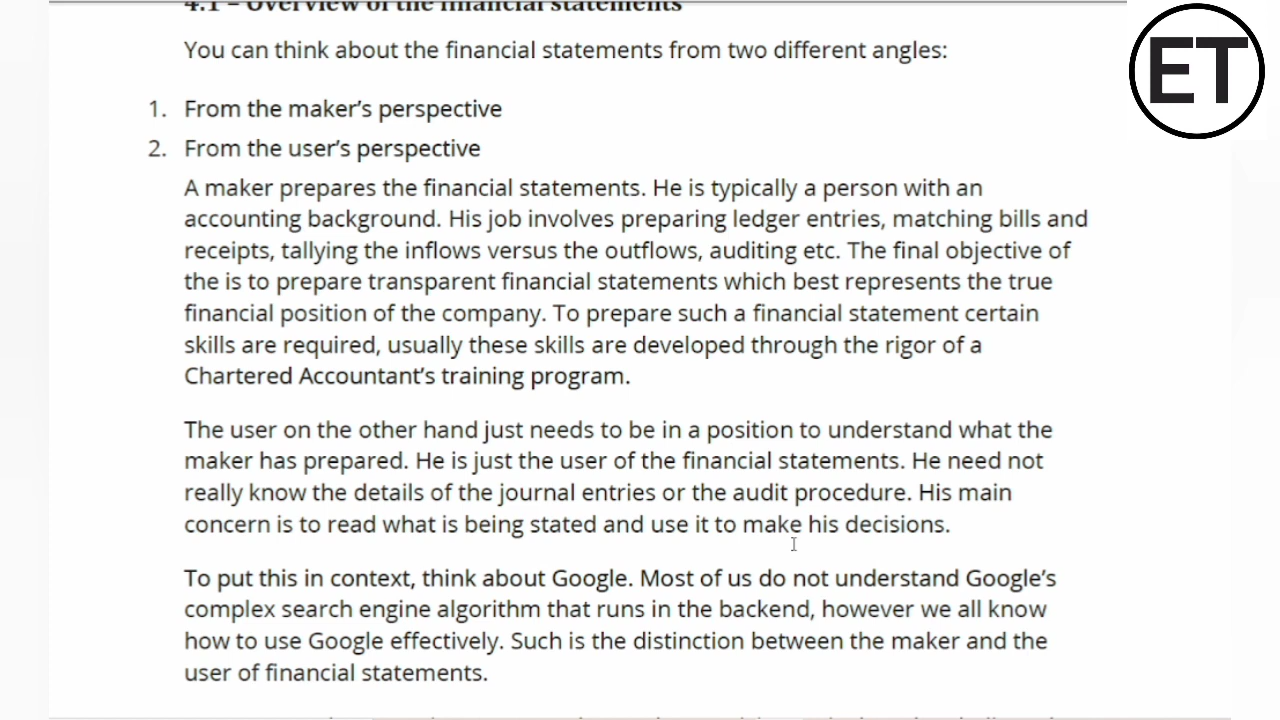 4.1 – Overview of the financial statements
ET
You can think about the financial statements from two different angles:
1. From the maker’s perspective
2. From the user’s perspective
A maker prepares the financial statements. He is typically a person with an
accounting background. His job involves preparing ledger entries, matching bills and
receipts, tallying the inflows versus the outflows, auditing etc. The final objective of
the is to prepare transparent financial statements which best represents the true
financial position of the company. To prepare such a financial statement certain
skills are required, usually these skills are developed through the rigor of a
Chartered Accountant’s training program.
The user on the other hand just needs to be in a position to understand what the
maker has prepared. He is just the user of the financial statements. He need not
really know the details of the journal entries or the audit procedure. His main
concern is to read what is being stated and use it to make his decisions.
To put this in context, think about Google. Most of us do not understand Google’s
complex search engine algorithm that runs in the backend, however we all know
how to use Google effectively. Such is the distinction between the maker and the
user of financial statements.